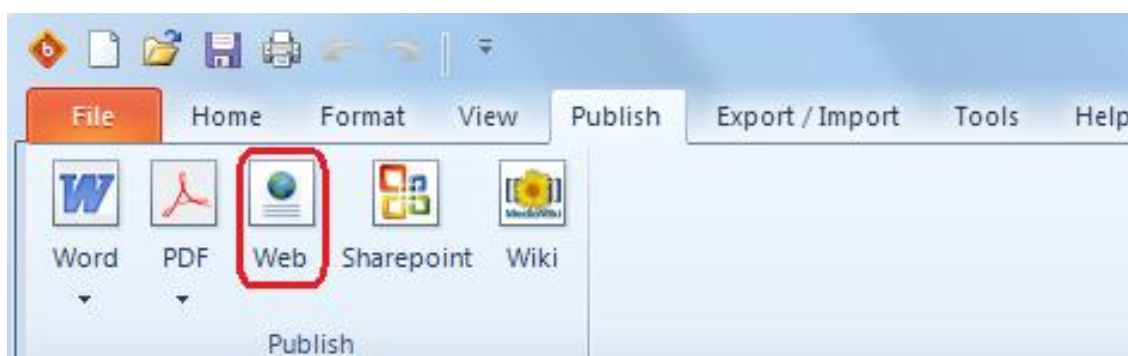 File Home Format View Publish Export / Import Tools Help
W
Word PDF Web Sharepoint Wiki
Publish